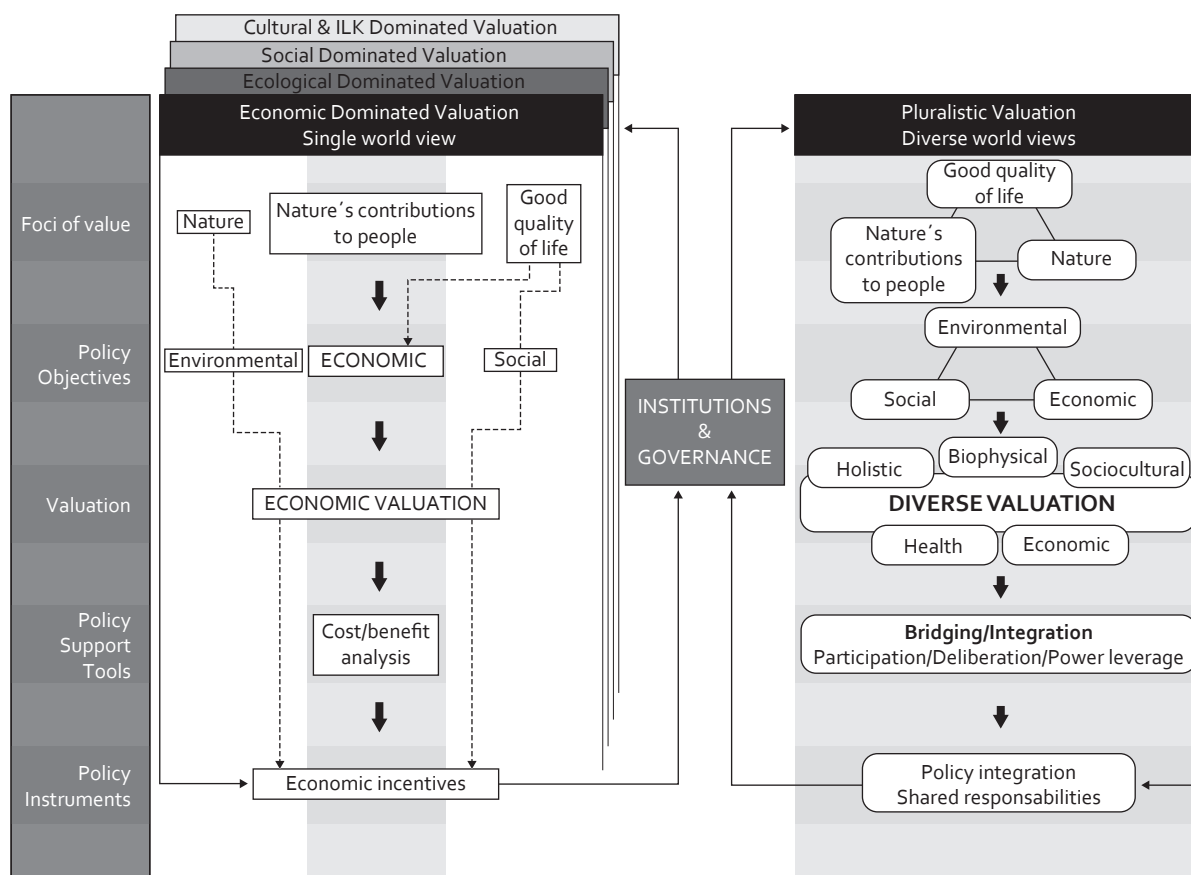 Cultural & ILK Dominated Valuation
Social Dominated Valuation
Ecological Dominated Valuation
Economic Dominated Valuation
Single world view
Pluralistic Valuation
Diverse world views
Foci of value
Nature
Nature´s contributions
to people
Good
quality
of life
Good quality
of life
Nature´s
contributions
to people
Nature
Policy
Objectives
Environmental
ECONOMIC
Social
INSTITUTIONS
&
GOVERNANCE
Environmental
Social
Economic
Valuation
ECONOMIC VALUATION
Holistic
Biophysical
Sociocultural
DIVERSE VALUATION
Health
Economic
Policy
Support
Tools
Cost/benefit
analysis
Bridging/Integration
Participation/Deliberation/Power leverage
Policy
Instruments
Economic incentives
Policy integration
Shared responsabilities